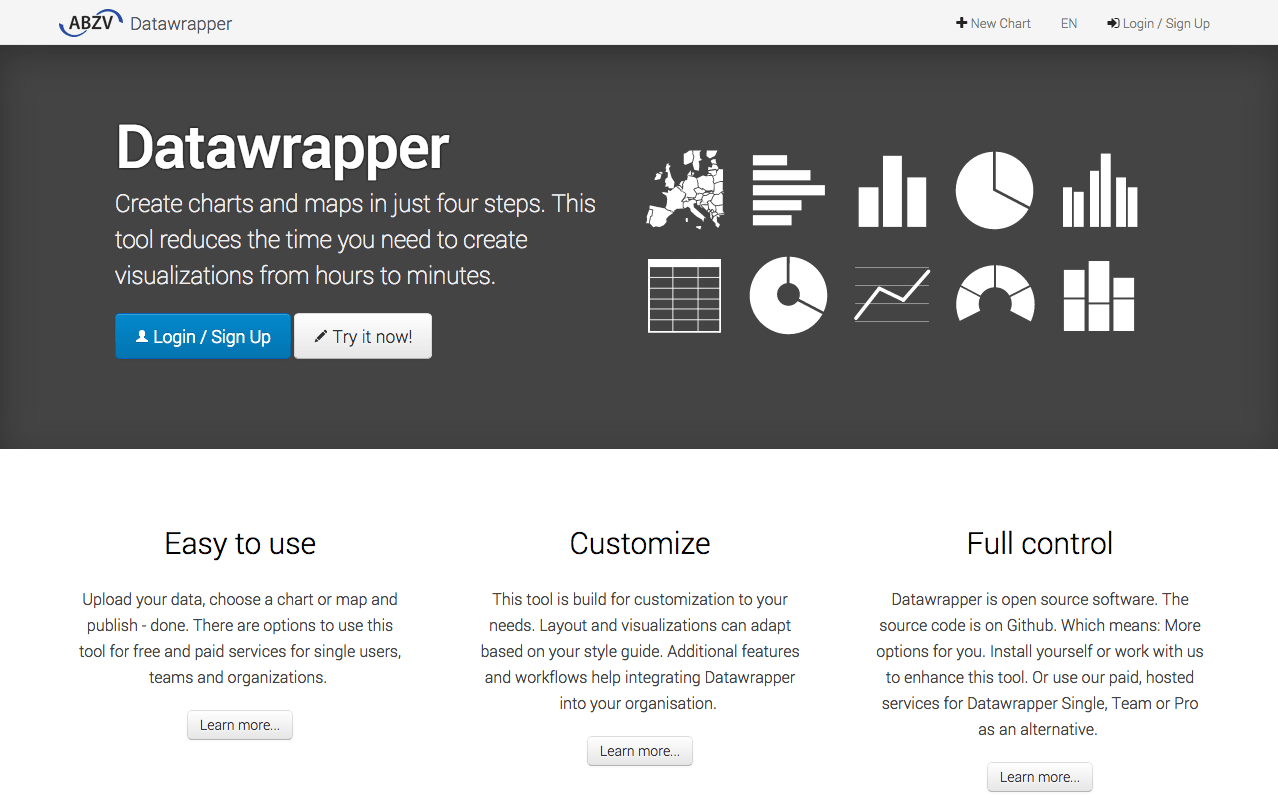 ABZV Datawrapper
New Chart
EN
Login / Sign Up
Datawrapper
Create charts and maps in just four steps. This
tool reduces the time you need to create
visualizations from hours to minutes.
Login / Sign Up
Try it now!
Easy to use
Upload your data, choose a chart or map and
publish - done. There are options to use this
tool for free and paid services for single users,
teams and organizations.
Learn more...
Customize
This tool is build for customization to your
needs. Layout and visualizations can adapt
based on your style guide. Additional features
and workflows help integrating Datawrapper
into your organisation.
Learn more...
Full control
Datawrapper is open source software. The
source code is on Github. Which means: More
options for you. Install yourself or work with us
to enhance this tool. Or use our paid, hosted
services for Datawrapper Single, Team or Pro
as an alternative.
Learn more...